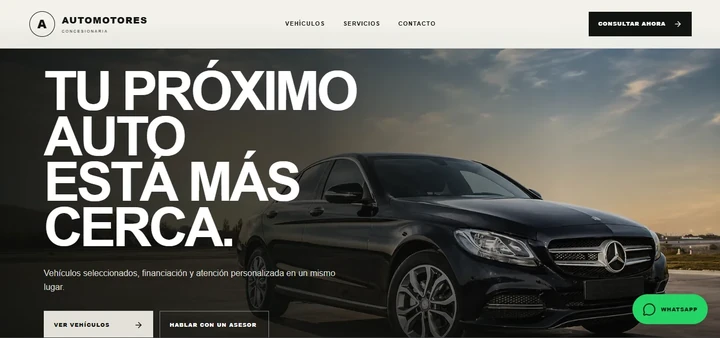 A
AUTOMOTORES
CONCESIONARIA
VEHÍCULOS
SERVICIOS
CONTACTO
CONSULTAR AHORA
TU PRÓXIMO
AUTO
ESTÁ MÁS
CERCA.
Vehículos seleccionados, financiación y atención personalizada en un mismo
lugar.
VER VEHÍCULOS
HABLAR CON UN ASESOR
WHATSAPP